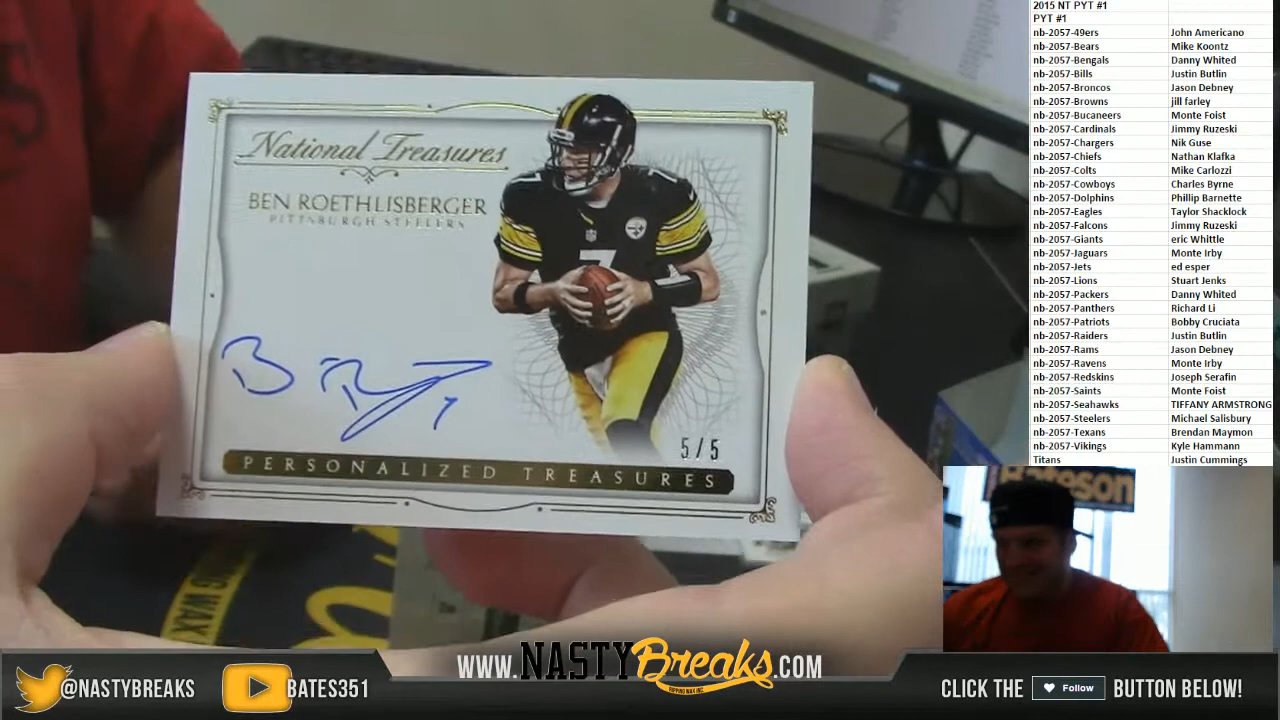 National Treasures
BEN ROETHLISBERGER
PITTSBURGH STEELERS
7
7
5/5
PERSONALIZED TREASURES
2015 NT PYT #1
PYT #1
nb-2057-49ers John Americano
nb-2057-Bears Mike Koontz
nb-2057-Bengals Danny Whited
nb-2057-Bills Justin Butlin
nb-2057-Broncos Jason Debney
nb-2057-Browns jill farley
nb-2057-Bucaneers Monte Foist
nb-2057-Cardinals Jimmy Ruzeski
nb-2057-Chargers Nik Guse
nb-2057-Chiefs Nathan Klafka
nb-2057-Colts Mike Carlozzi
nb-2057-Cowboys Charles Byrne
nb-2057-Dolphins Phillip Barnette
nb-2057-Eagles Taylor Shacklock
nb-2057-Falcons Jimmy Ruzeski
nb-2057-Giants eric Whittle
nb-2057-Jaguars Monte Irby
nb-2057-Jets ed esper
nb-2057-Lions Stuart Jenks
nb-2057-Packers Danny Whited
nb-2057-Panthers Richard Li
nb-2057-Patriots Bobby Cruciata
nb-2057-Raiders Justin Butlin
nb-2057-Rams Jason Debney
nb-2057-Ravens Monte Irby
nb-2057-Redskins Joseph Serafin
nb-2057-Saints Monte Foist
nb-2057-Seahawks TIFFANY ARMSTRONG
nb-2057-Steelers Michael Salisbury
nb-2057-Texans Brendan Maymon
nb-2057-Vikings Kyle Hammann
Titans Justin Cummings
Bateson
WAX
@NASTYBREAKS
BATES351
WWW.NASTYBreaks.COM
RIPPING WAX INC.
CLICK THE Follow BUTTON BELOW!